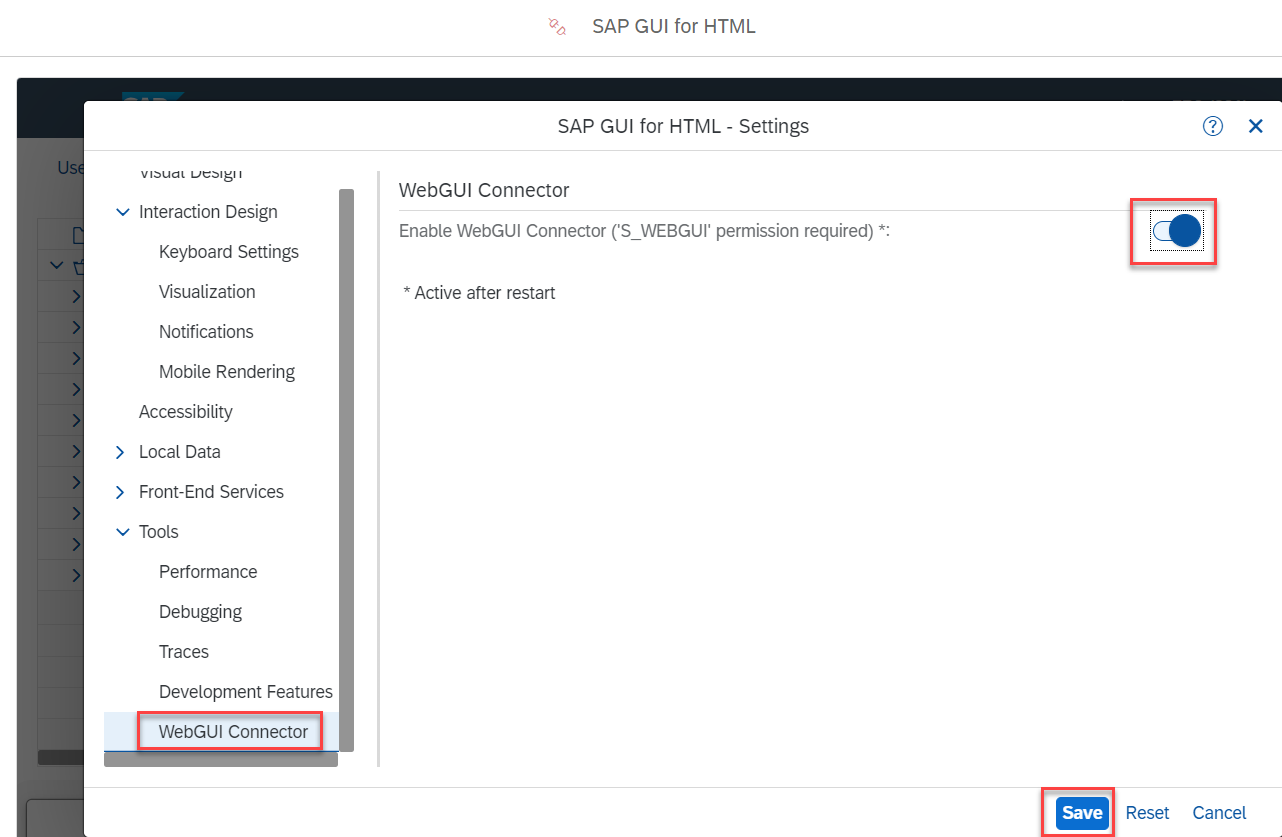 SAP GUI for HTML
SAP GUI for HTML - Settings
Use
Visual Design
Interaction Design
Keyboard Settings
Visualization
Notifications
Mobile Rendering
Accessibility
Local Data
Front-End Services
Tools
Performance
Debugging
Traces
Development Features
WebGUI Connector
WebGUI Connector
Enable WebGUI Connector ('S_WEBGUI' permission required) *:
* Active after restart
Save Reset Cancel